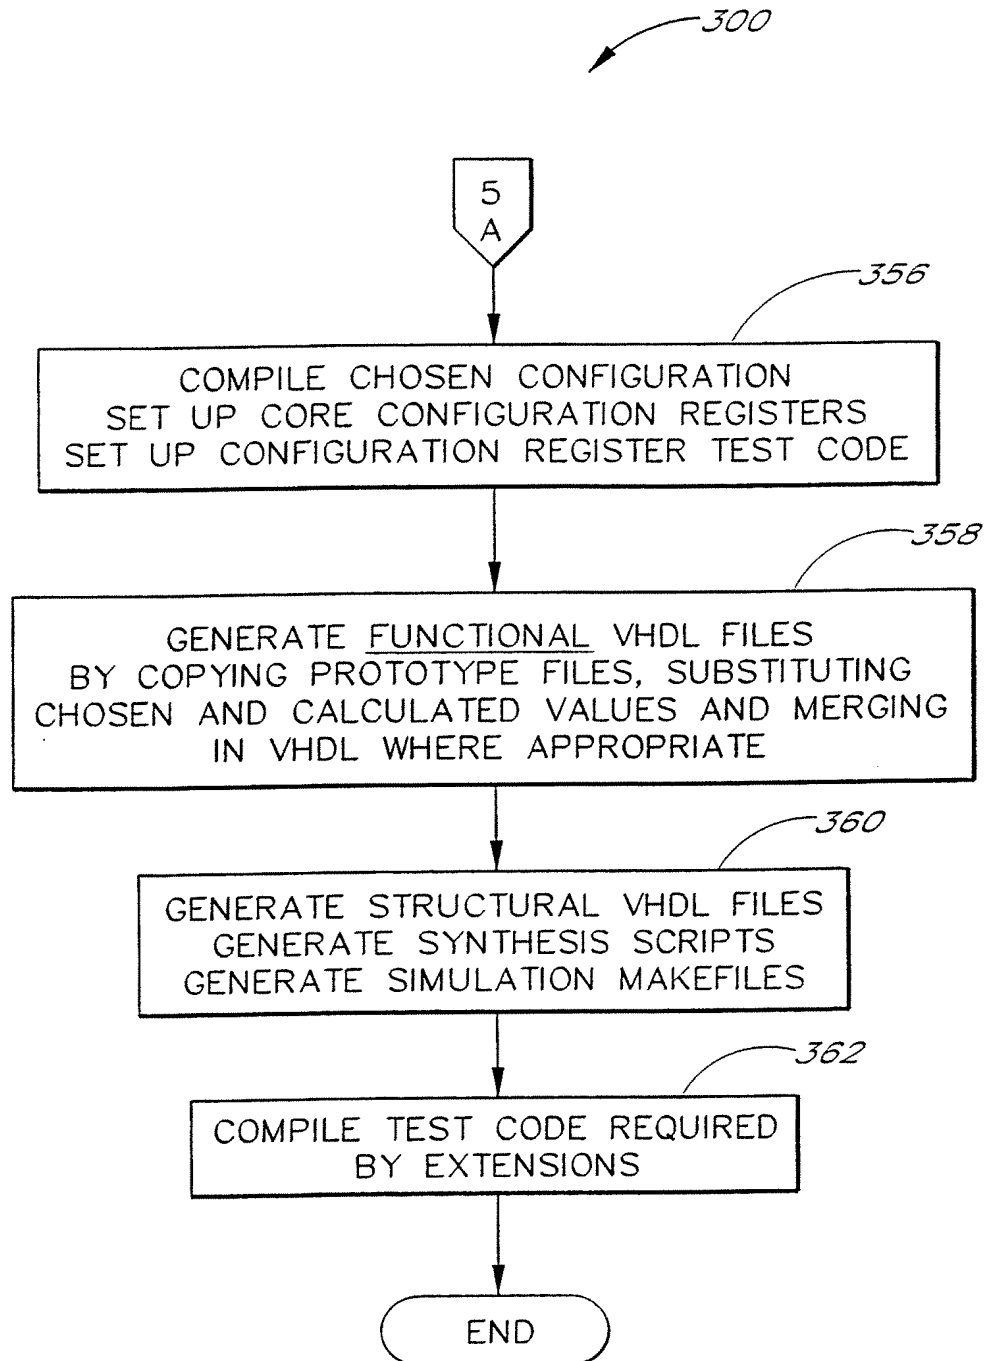 300
5
A
356
COMPILE CHOSEN CONFIGURATION
SET UP CORE CONFIGURATION REGISTERS
SET UP CONFIGURATION REGISTER TEST CODE
358
GENERATE FUNCTIONAL VHDL FILES
BY COPYING PROTOTYPE FILES, SUBSTITUTING
CHOSEN AND CALCULATED VALUES AND MERGING
IN VHDL WHERE APPROPRIATE
360
GENERATE STRUCTURAL VHDL FILES
GENERATE SYNTHESIS SCRIPTS
GENERATE SIMULATION MAKEFILES
362
COMPILE TEST CODE REQUIRED
BY EXTENSIONS
END